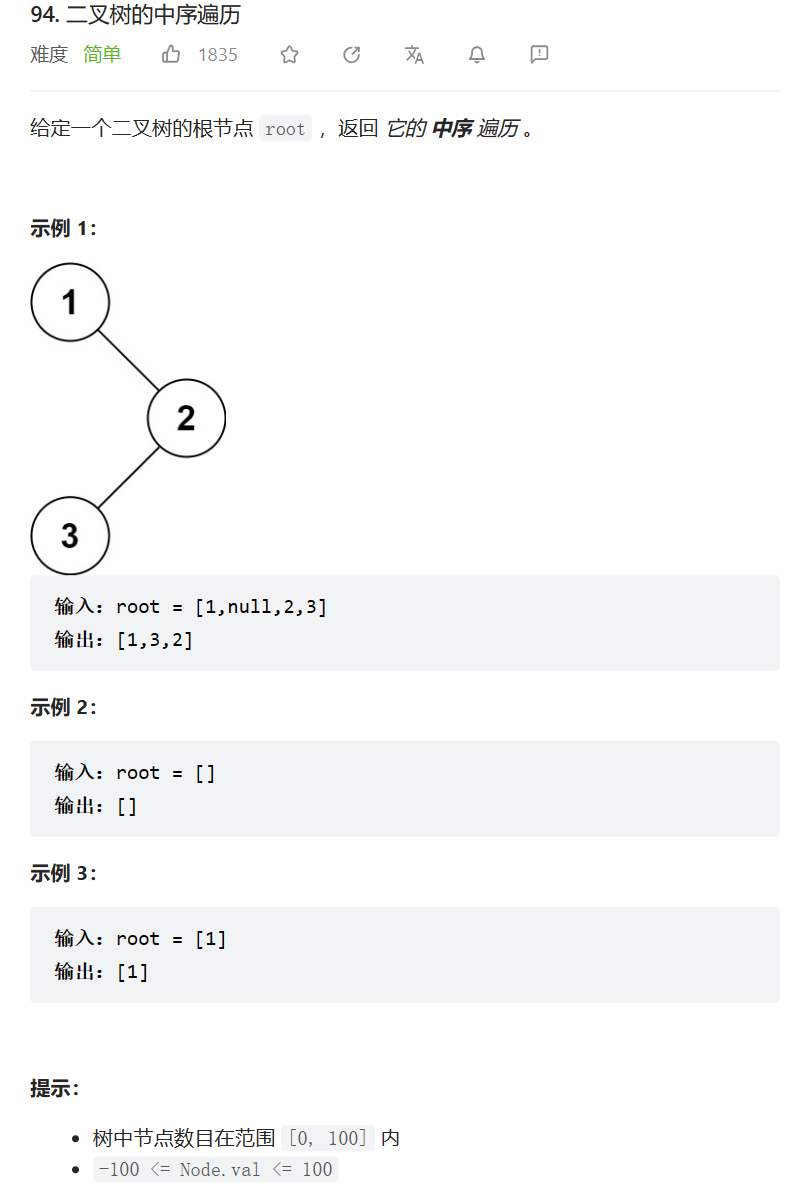 94. 二叉树的中序遍历
难度 简单 1835
给定一个二叉树的根节点 root ，返回 它的 中序 遍历 。
示例 1：
1
2
3
输入：root = [1,null,2,3]
输出：[1,3,2]
示例 2：
输入：root = []
输出：[]
示例 3：
输入：root = [1]
输出：[1]
提示：
树中节点数目在范围 [0, 100] 内
-100 <= Node.val <= 100